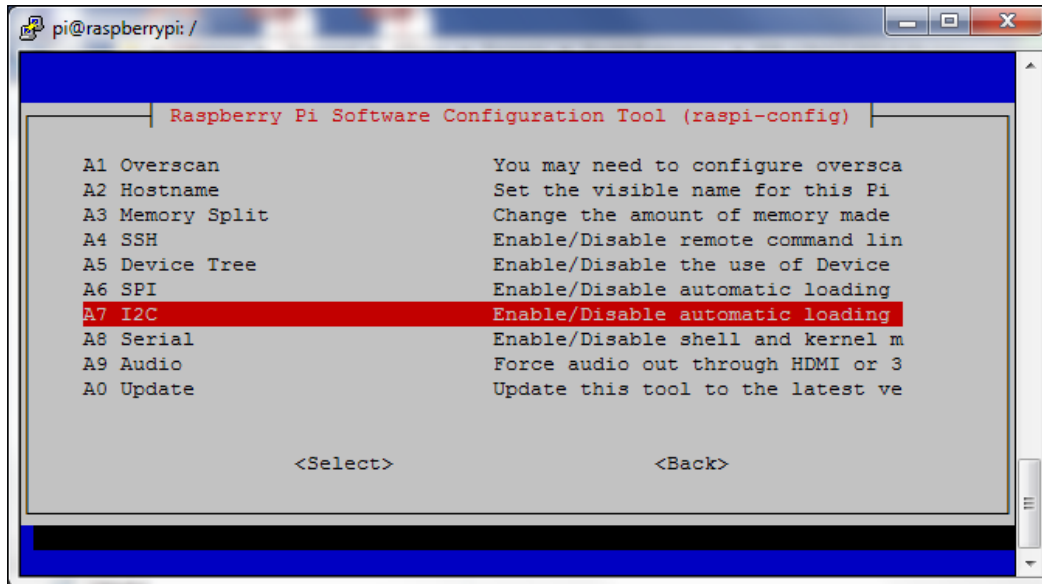 pi@raspberrypi: /
Raspberry Pi Software Configuration Tool (raspi-config)
A1 Overscan You may need to configure oversca
A2 Hostname Set the visible name for this Pi
A3 Memory Split Change the amount of memory made
A4 SSH Enable/Disable remote command lin
A5 Device Tree Enable/Disable the use of Device
A6 SPI Enable/Disable automatic loading
A7 I2C Enable/Disable automatic loading
A8 Serial Enable/Disable shell and kernel m
A9 Audio Force audio out through HDMI or 3
A0 Update Update this tool to the latest ve
<Select> <Back>